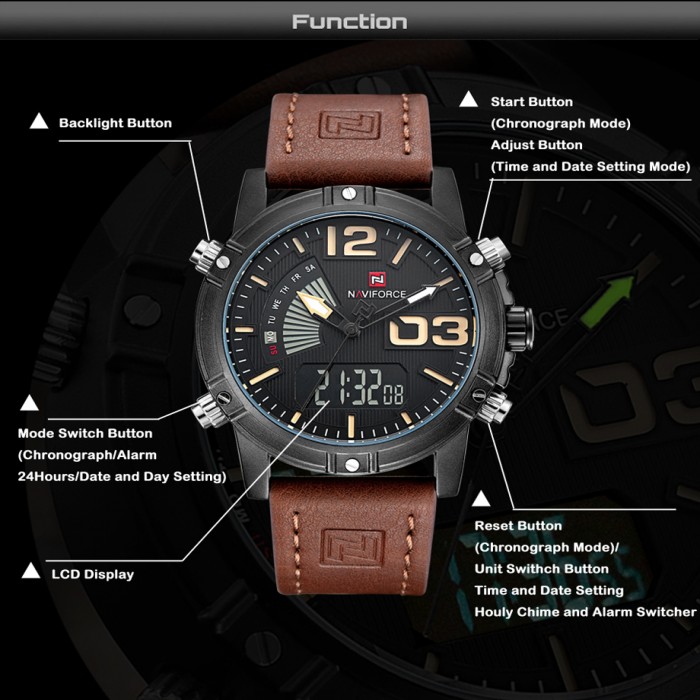 Function
Backlight Button
Start Button
(Chronograph Mode)
Adjust Button
(Time and Date Setting Mode)
12
SU MO TU WE TH FR SA
NAVIFORCE
03
21:32 08
Mode Switch Button
(Chronograph/Alarm
24Hours/Date and Day Setting)
LCD Display
Reset Button
(Chronograph Mode)/
Unit Swithch Button
Time and Date Setting
Houly Chime and Alarm Switcher